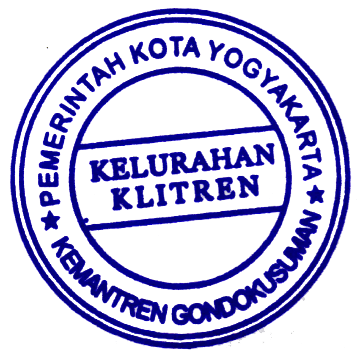 PEMERINTAH KOTA YOGYAKARTA
KELURAHAN
KLITREN
KEMANTREN GONDOKUSUMAN